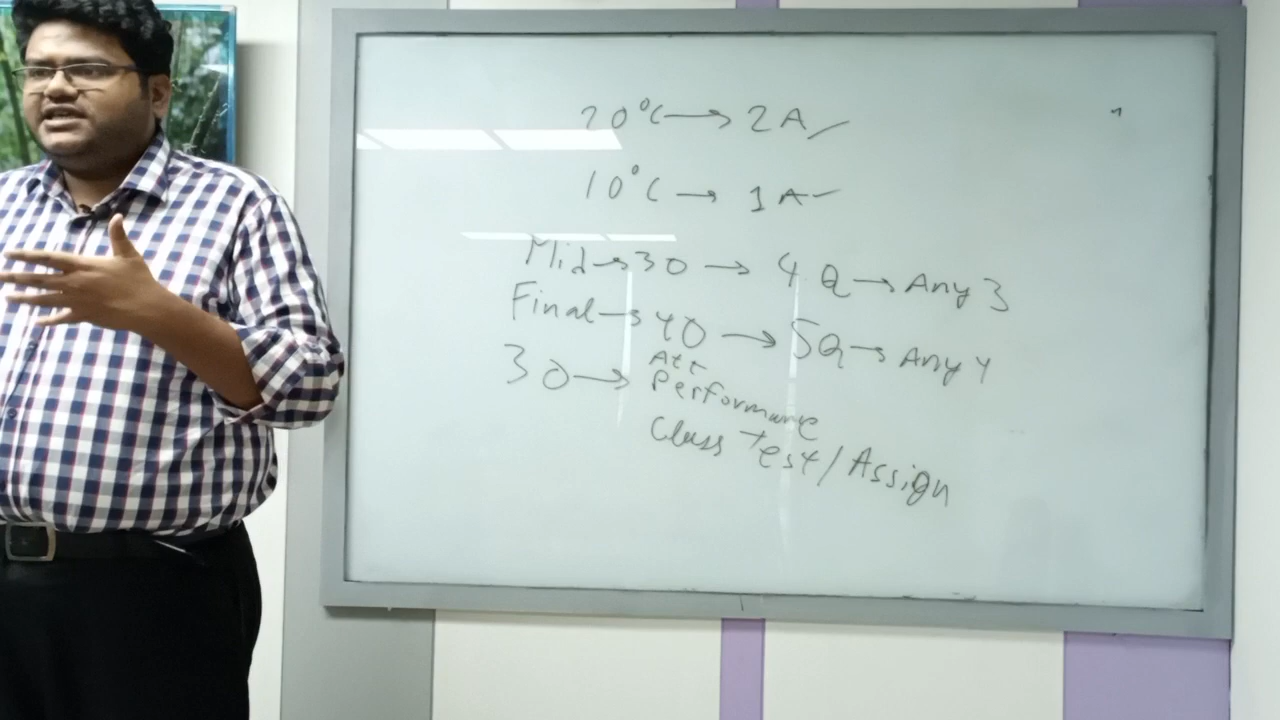 20°C → 2A
10°C → 1A
Mid → 30 → 4Q → Any 3
Final → 40 → 5Q → Any 4
30 → Att
Performance
Class test / Assign